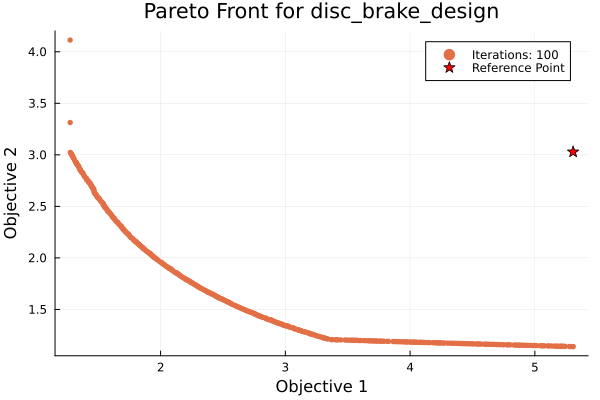 Pareto Front for disc_brake_design
Iterations: 100
Reference Point
4.0
3.5
3.0
2.5
2.0
1.5
Objective 2
2
3
4
5
Objective 1